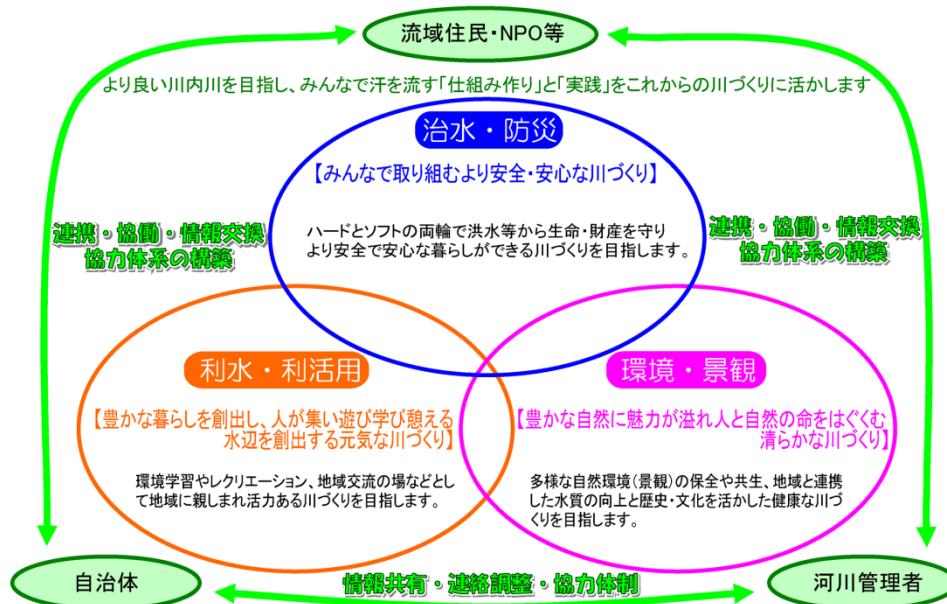 流域住民・NPO等
より良い川内川を目指し、みんなで汗を流す「仕組み作り」と「実践」をこれからの川づくりに活かします
治水・防災
【みんなで取り組むより安全・安心な川づくり】
ハードとソフトの両輪で洪水等から生命・財産を守り
より安全で安心な暮らしができる川づくりを目指します。
連携・協働・情報交換
協力体系の構築
連携・協働・情報交換
協力体系の構築
利水・利活用
【豊かな暮らしを創出し、人が集い遊び学び憩える
水辺を創出する元気な川づくり】
環境学習やレクリエーション、地域交流の場などとし
て地域に親しまれ活力ある川づくりを目指します。
環境・景観
【豊かな自然に魅力が溢れ人と自然の命をはぐくむ
清らかな川づくり】
多様な自然環境(景観)の保全や共生、地域と連携
した水質の向上と歴史・文化を活かした健康な川づ
くりを目指します。
自治体
情報共有・連絡調整・協力体制
河川管理者